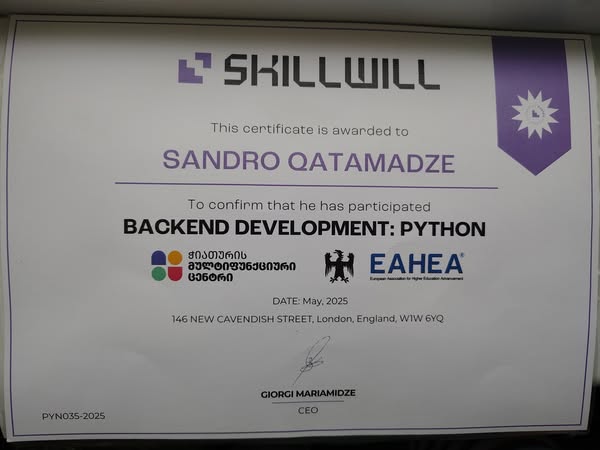 SKILLWILL
This certificate is awarded to
SANDRO QATAMADZE
To confirm that he has participated
BACKEND DEVELOPMENT: PYTHON
ჭიათურის
მულტიფუნქციური
ცენტრი
EAHEA®
European Association for Higher Education Advancement
DATE: May, 2025
146 NEW CAVENDISH STREET, London, England, W1W 6YQ
GIORGI MARIAMIDZE
CEO
PYN035-2025